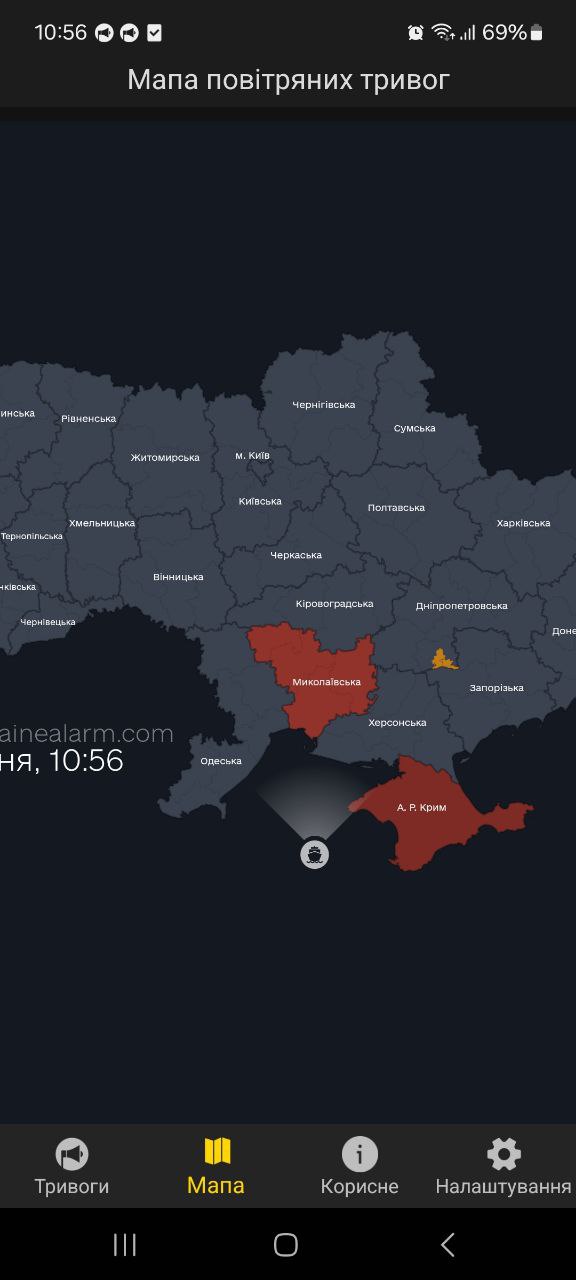 10:56
69%
Мапа повітряних тривог
Чернігівська
инська
Рівненська
Сумська
Житомирська
м. Київ
Київська
Полтавська
Хмельницька
Харківська
Тернопільська
Черкаська
Вінницька
нківська
Кіровоградська
Дніпропетровська
Чернівецька
Доне
Миколаївська
Запорізька
Херсонська
ainealarm.com
ня, 10:56
Одеська
А. Р. Крим
Тривоги
Мапа
Корисне
Налаштування